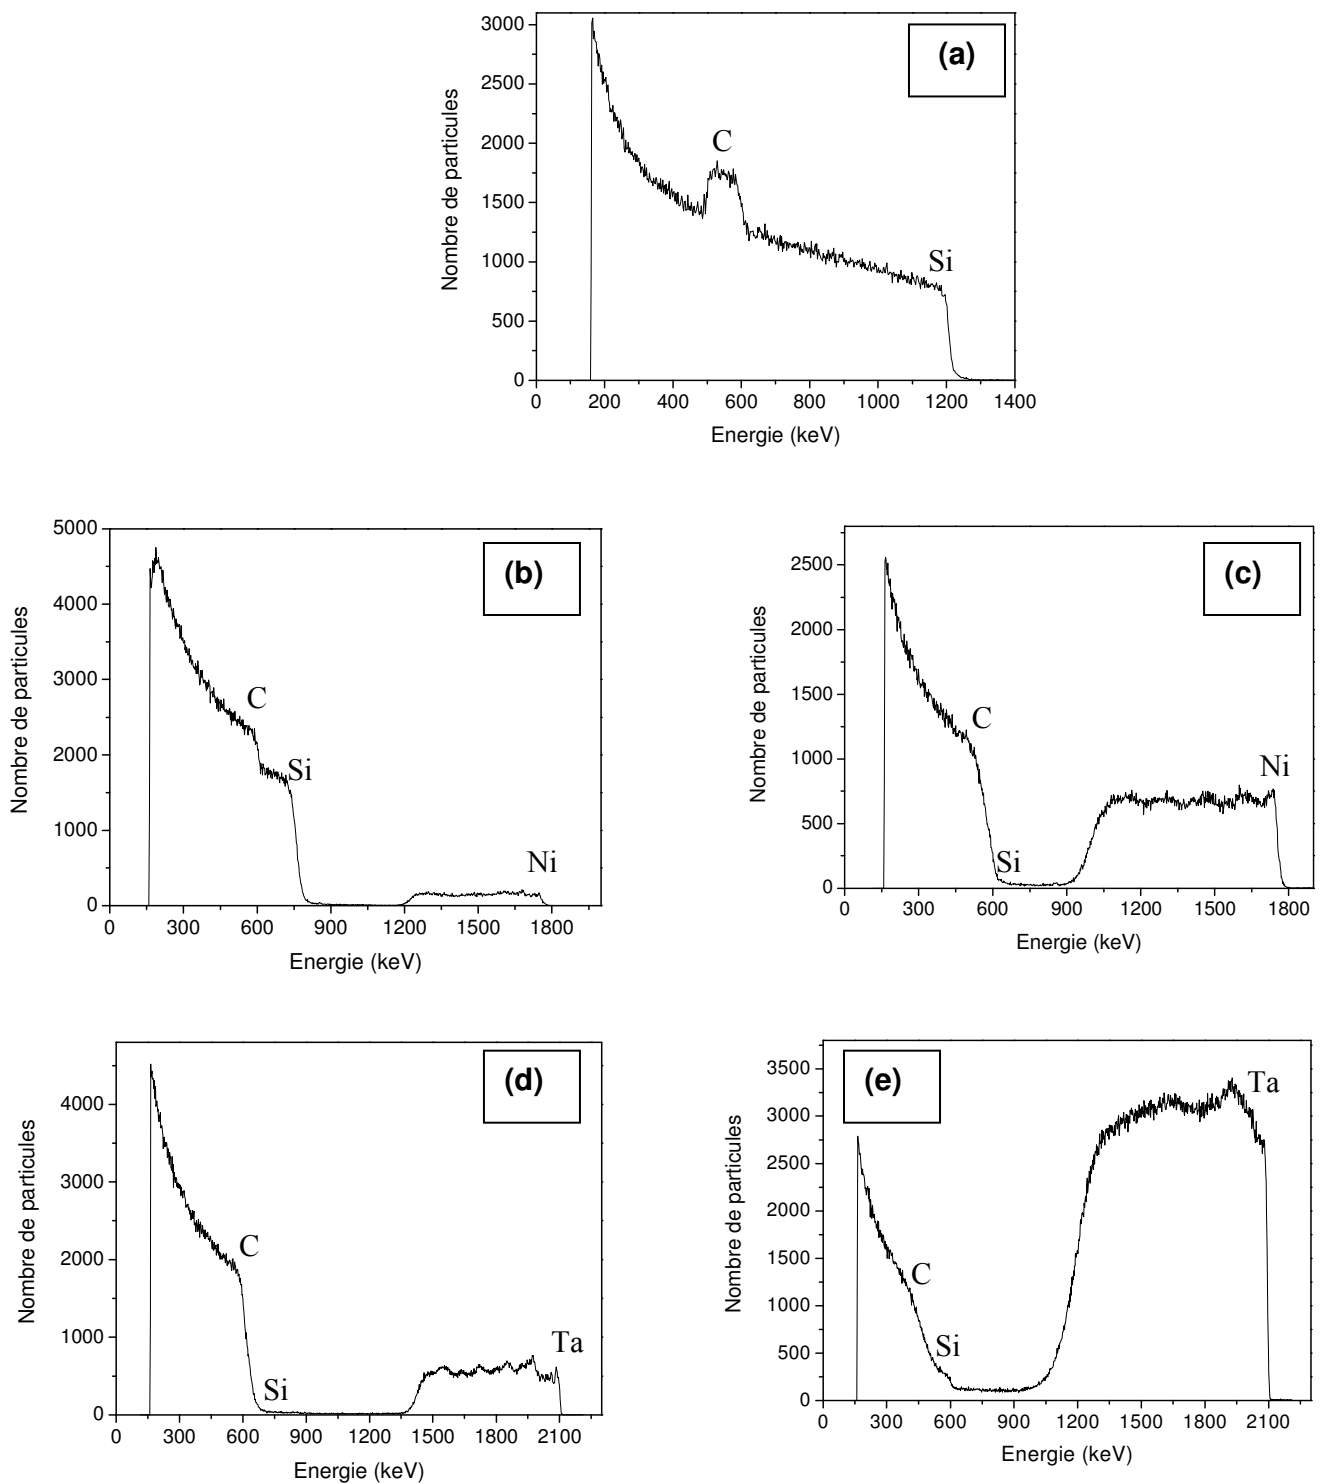 (a)
Nombre de particules
3000
2500
2000
1500
1000
500
0
C
Si
0 200 400 600 800 1000 1200 1400
Energie (keV)
(b)
Nombre de particules
5000
4000
3000
2000
1000
0
C
Si
Ni
0 300 600 900 1200 1500 1800
Energie (keV)
(c)
Nombre de particules
2500
2000
1500
1000
500
0
C
Si
Ni
0 300 600 900 1200 1500 1800
Energie (keV)
(d)
Nombre de particules
4000
3000
2000
1000
0
C
Si
Ta
0 300 600 900 1200 1500 1800 2100
Energie (keV)
(e)
Nombre de particules
3500
3000
2500
2000
1500
1000
500
0
C
Si
Ta
0 300 600 900 1200 1500 1800 2100
Energie (keV)